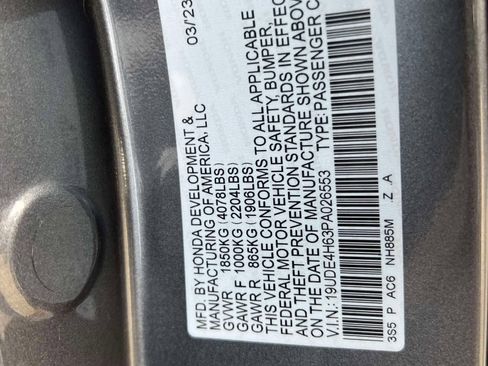 MFD. BY HONDA DEVELOPMENT & 03/23
MANUFACTURING OF AMERICA, LLC
GVWR 1850KG (4078LBS)
GAWR F 1000KG (2204LBS)
GAWR R 865KG (1906LBS)
THIS VEHICLE CONFORMS TO ALL APPLICABLE
FEDERAL MOTOR VEHICLE SAFETY, BUMPER,
AND THEFT PREVENTION STANDARDS IN EFFECT
ON THE DATE OF MANUFACTURE SHOWN ABOVE
V.I.N.: 19UDE4H63PA026553 TYPE: PASSENGER C
3S5 P AC6 NH885M Z A